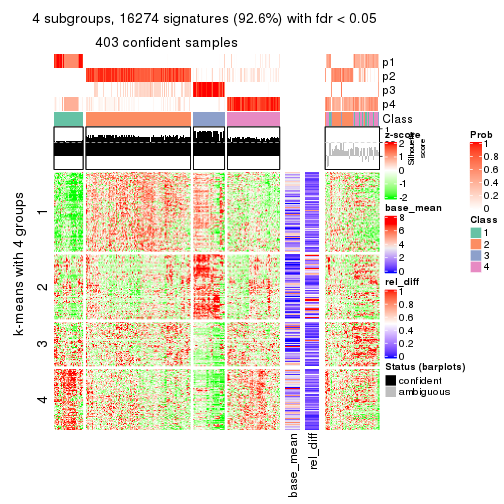 4 subgroups, 16274 signatures (92.6%) with fdr < 0.05
403 confident samples
p1
p2
p3
p4
Class
1
Silhouette
score
k-means with 4 groups
1
2
3
4
base_mean
rel_diff
z-score
2
1
0
-1
-2
base_mean
8
6
4
2
0
rel_diff
1
0.8
0.6
0.4
0.2
0
Status (barplots)
confident
ambiguous
Prob
1
0.8
0.6
0.4
0.2
0
Class
1
2
3
4